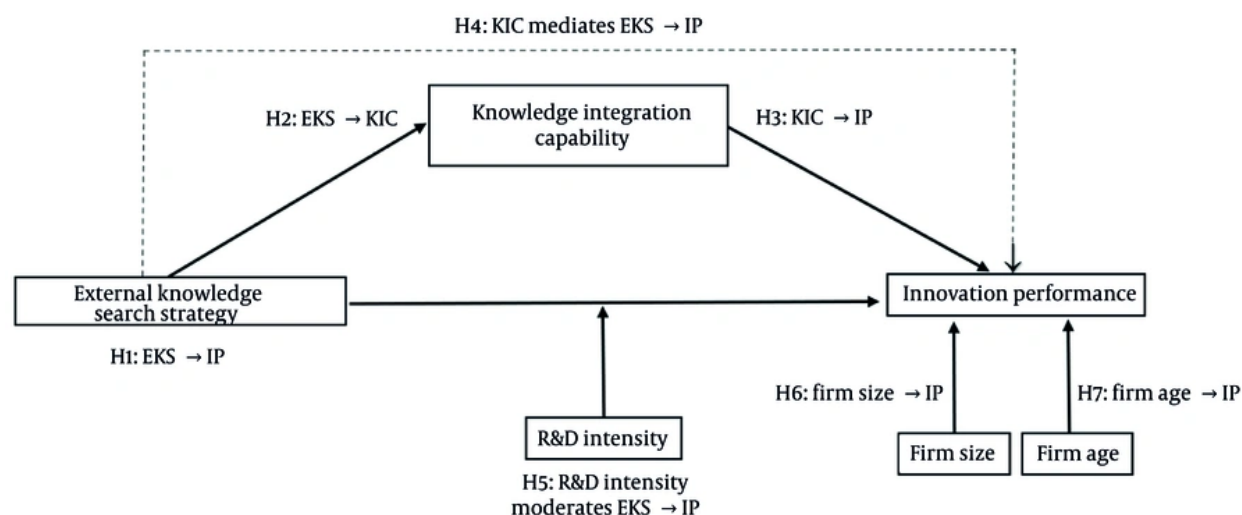 H4: KIC mediates EKS → IP
H2: EKS → KIC
Knowledge integration
capability
H3: KIC → IP
External knowledge
search strategy
Innovation performance
H1: EKS → IP
H6: firm size → IP
H7: firm age → IP
R&D intensity
Firm size
Firm age
H5: R&D intensity
moderates EKS → IP